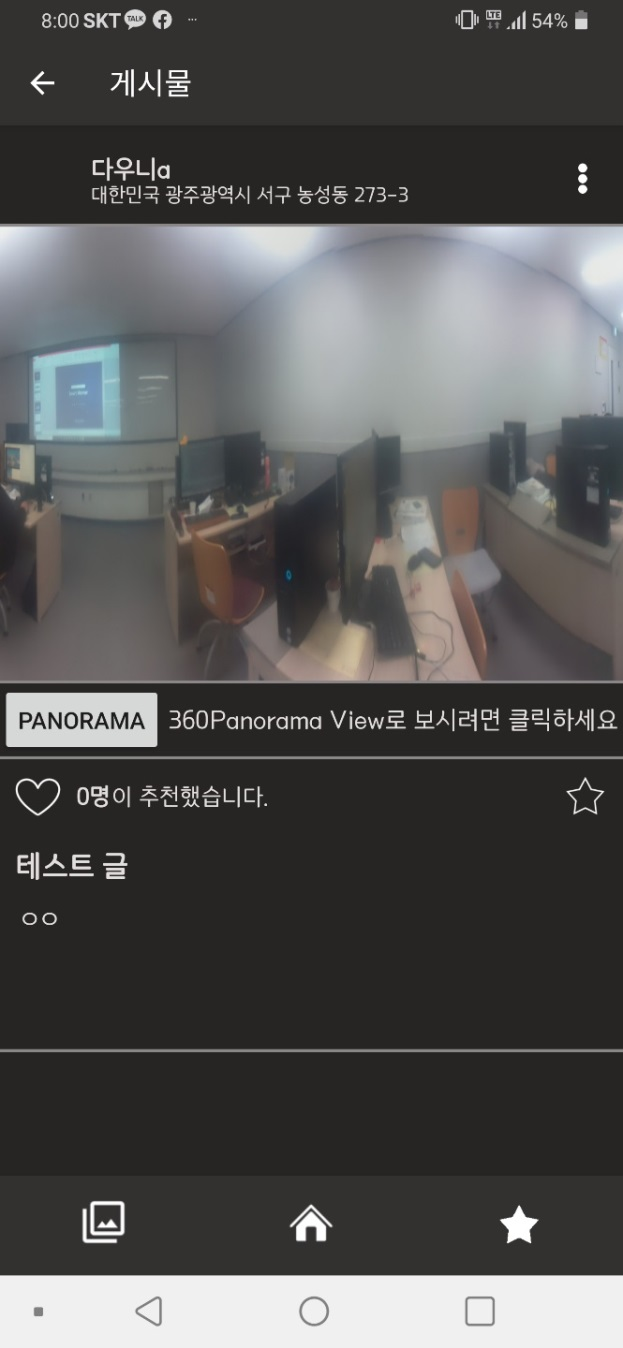 8:00 SKT TALK ··· LTE 54%
게시물
다우니a
대한민국 광주광역시 서구 농성동 273-3
PANORAMA 360Panorama View로 보시려면 클릭하세요
0명이 추천했습니다.
테스트 글
ㅇㅇ